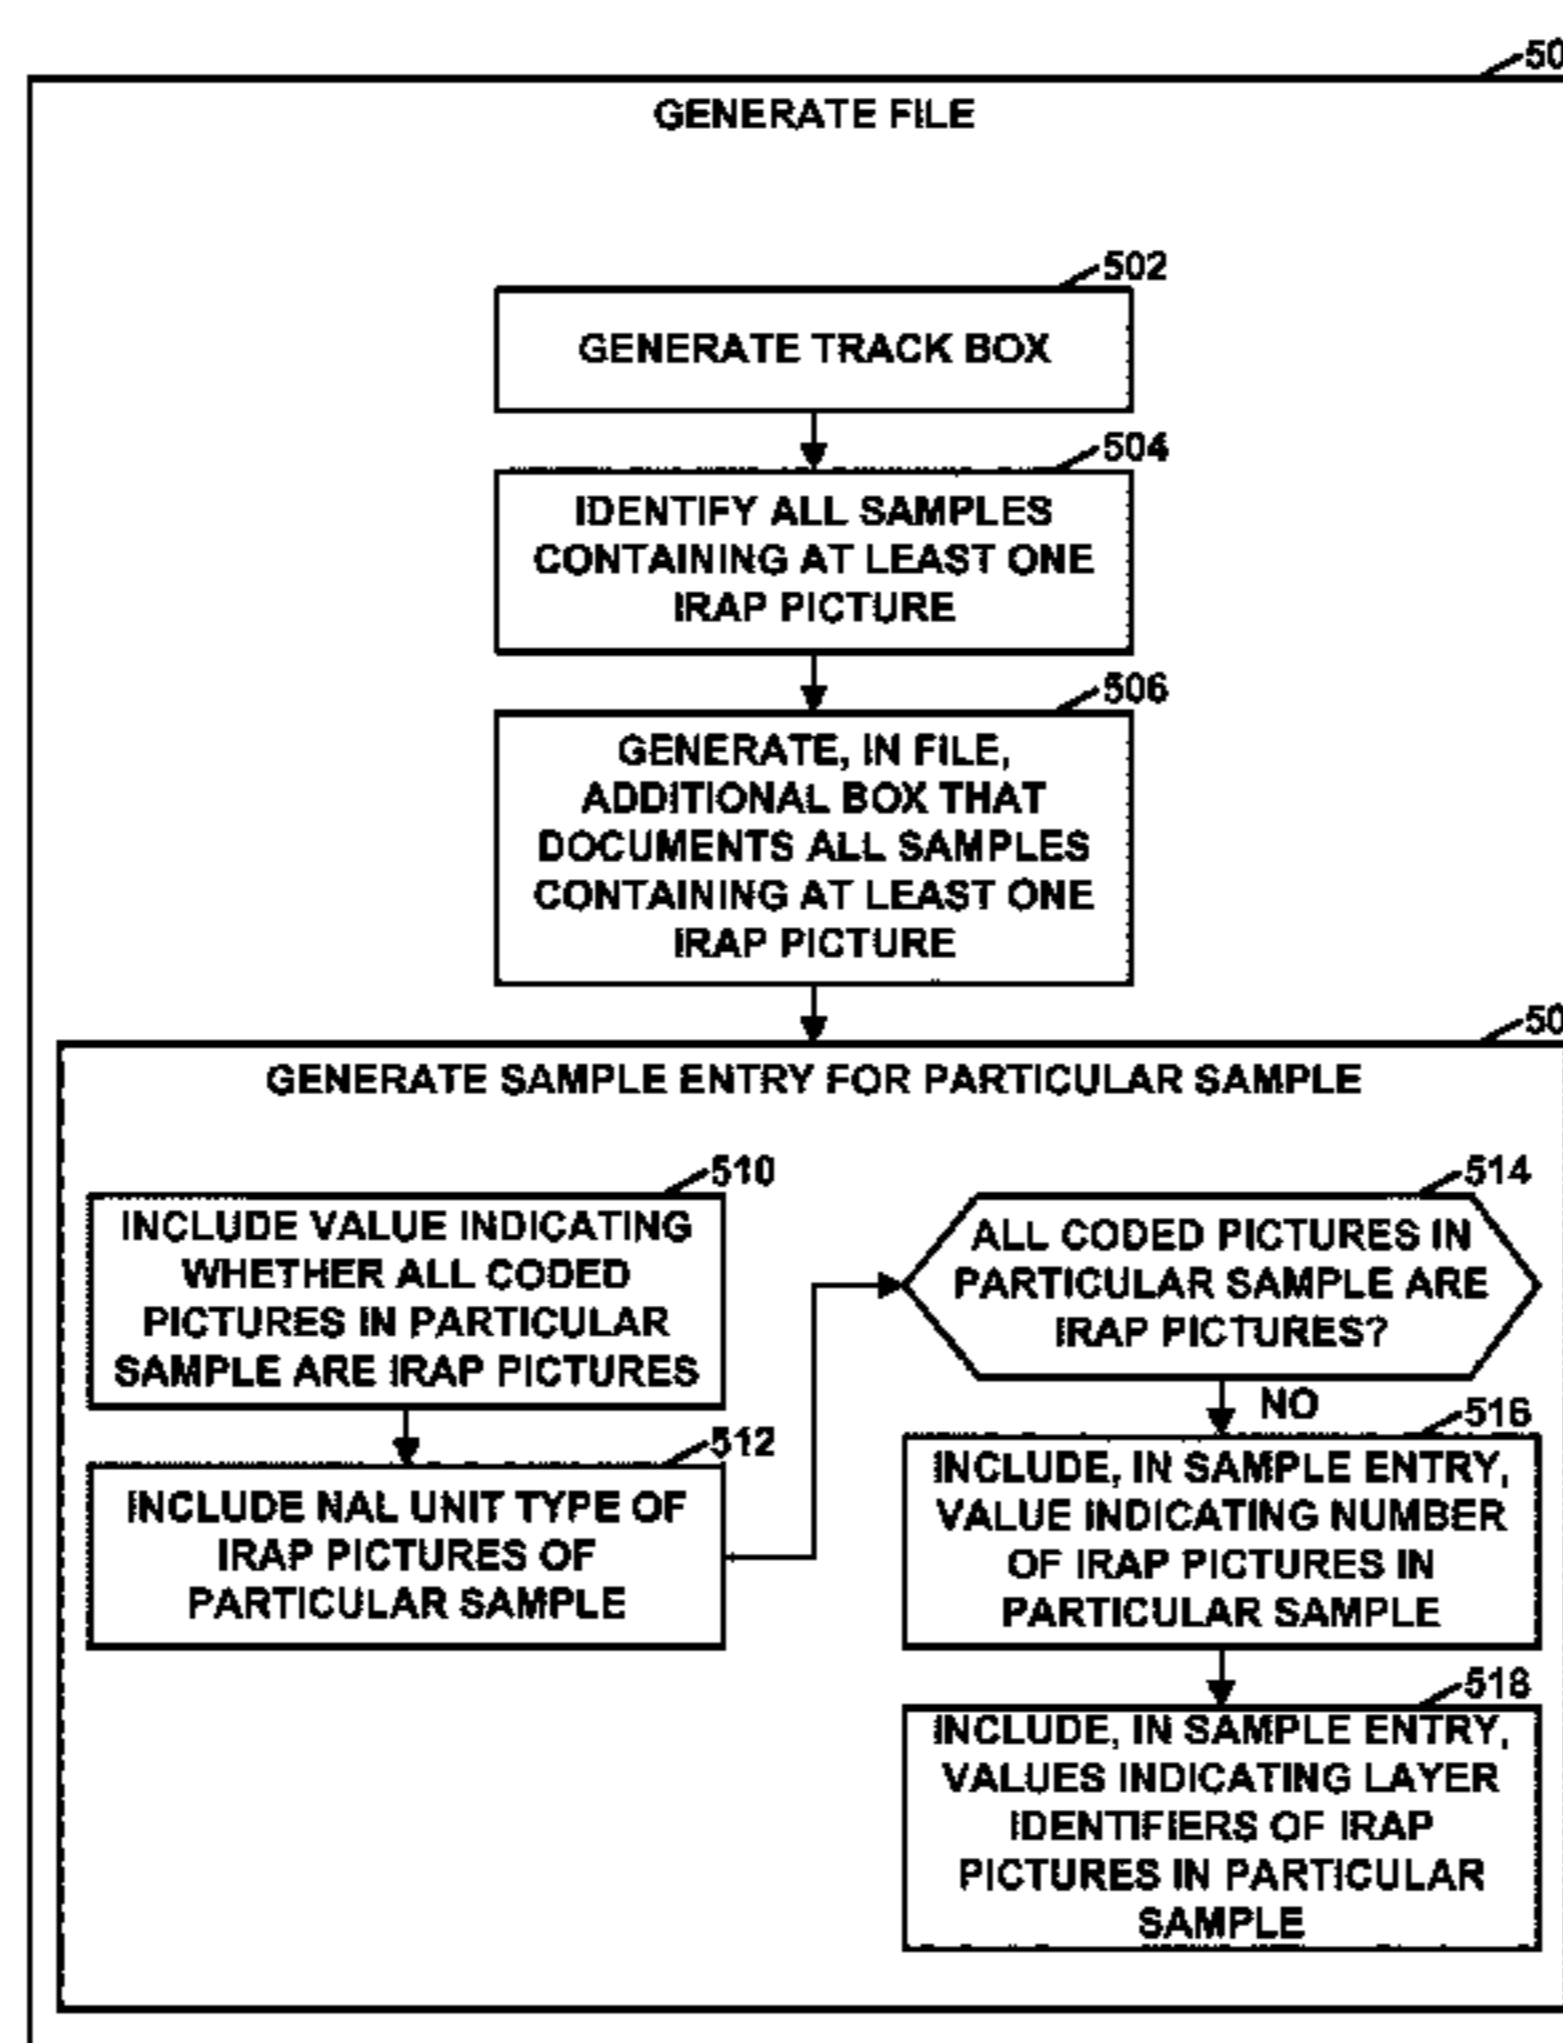 50
GENERATE FILE
502
GENERATE TRACK BOX
504
IDENTIFY ALL SAMPLES
CONTAINING AT LEAST ONE
IRAP PICTURE
506
GENERATE, IN FILE,
ADDITIONAL BOX THAT
DOCUMENTS ALL SAMPLES
CONTAINING AT LEAST ONE
IRAP PICTURE
50
GENERATE SAMPLE ENTRY FOR PARTICULAR SAMPLE
510
INCLUDE VALUE INDICATING
WHETHER ALL CODED
PICTURES IN PARTICULAR
SAMPLE ARE IRAP PICTURES
512
INCLUDE NAL UNIT TYPE OF
IRAP PICTURES OF
PARTICULAR SAMPLE
514
ALL CODED PICTURES IN
PARTICULAR SAMPLE ARE
IRAP PICTURES?
NO
516
INCLUDE, IN SAMPLE ENTRY,
VALUE INDICATING NUMBER
OF IRAP PICTURES IN
PARTICULAR SAMPLE
518
INCLUDE, IN SAMPLE ENTRY,
VALUES INDICATING LAYER
IDENTIFIERS OF IRAP
PICTURES IN PARTICULAR
SAMPLE